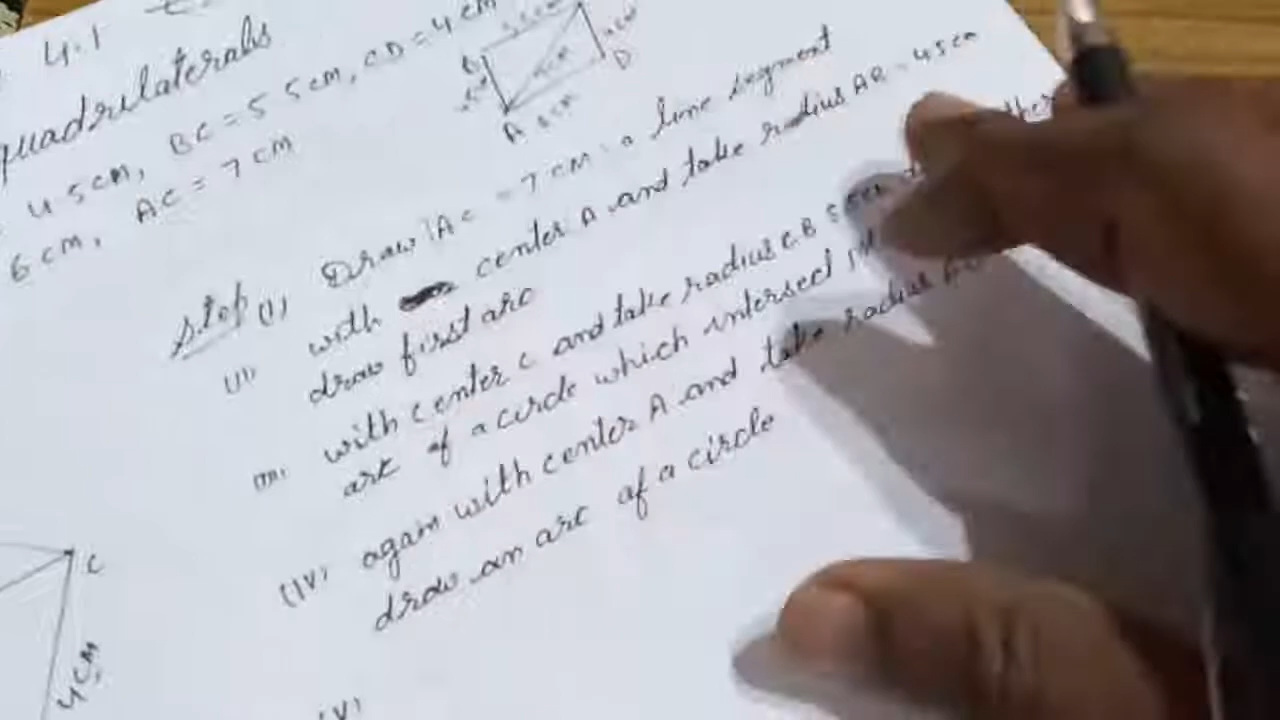 4.1
quadrilaterals
4 5 CM, BC = 5 5 cm, CD = 4 cm
6 cm, AC = 7 CM
B
D
A 6 cm
step (i) Draw AC = 7 CM a line segment
(ii) with center A and take radius AB = 4 5 cm
draw first arc
(iii) with center C and take radius CB 5
arc of a circle which intersect
(iv) again with center A and take radius
draw an arc of a circle
(V)
C
4 CM